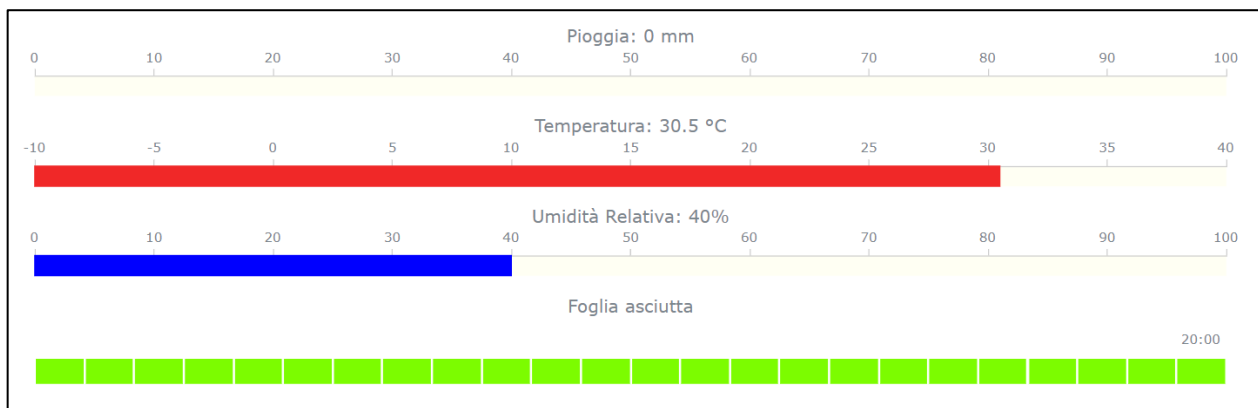 Pioggia: 0 mm
0 10 20 30 40 50 60 70 80 90 100
Temperatura: 30.5 °C
-10 -5 0 5 10 15 20 25 30 35 40
Umidità Relativa: 40%
0 10 20 30 40 50 60 70 80 90 100
Foglia asciutta
20:00